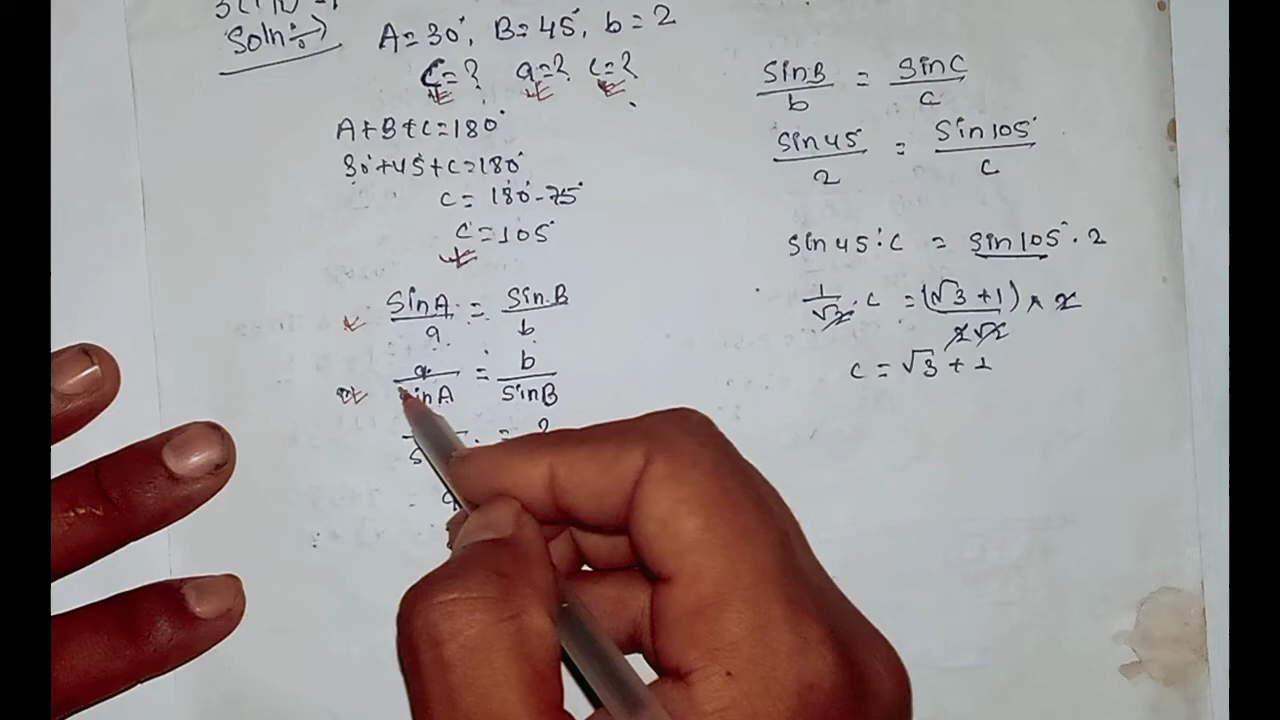 Soln÷→
A=30°, B=45°, b=2
C=? a=? c=?
A+B+C=180°
30°+45°+C=180°
C= 180°-75°
C=105°
SinA/a = SinB/b
a/SinA = b/SinB
= 2
SinB/b = SinC/c
Sin45/2 = Sin105°/c
Sin45°.c = Sin105°.2
1/√2 . c = (√3+1)/2√2 × 2
c = √3+1